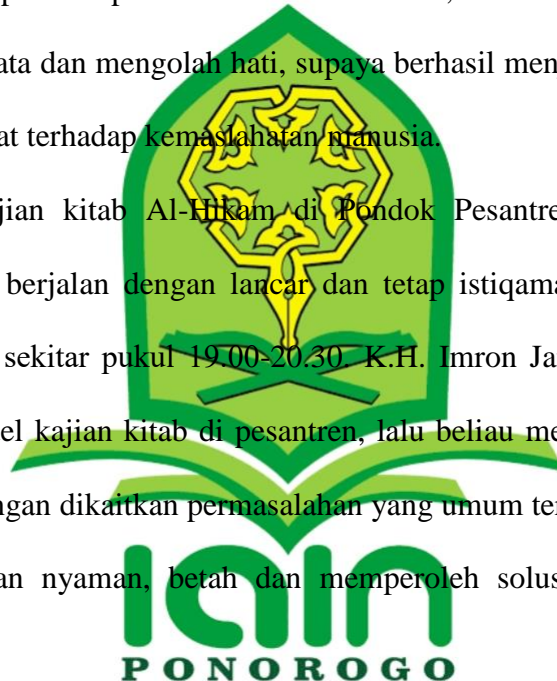 ata dan mengolah hati, supaya berhasil men
at terhadap kemaslahatan manusia.
jian kitab Al-Hikam di Pondok Pesantre
berjalan dengan lancar dan tetap istiqama
sekitar pukul 19.00-20.30. K.H. Imron Ja
el kajian kitab di pesantren, lalu beliau me
ngan dikaitkan permasalahan yang umum ter
an nyaman, betah dan memperoleh solus
iain
PONOROGO